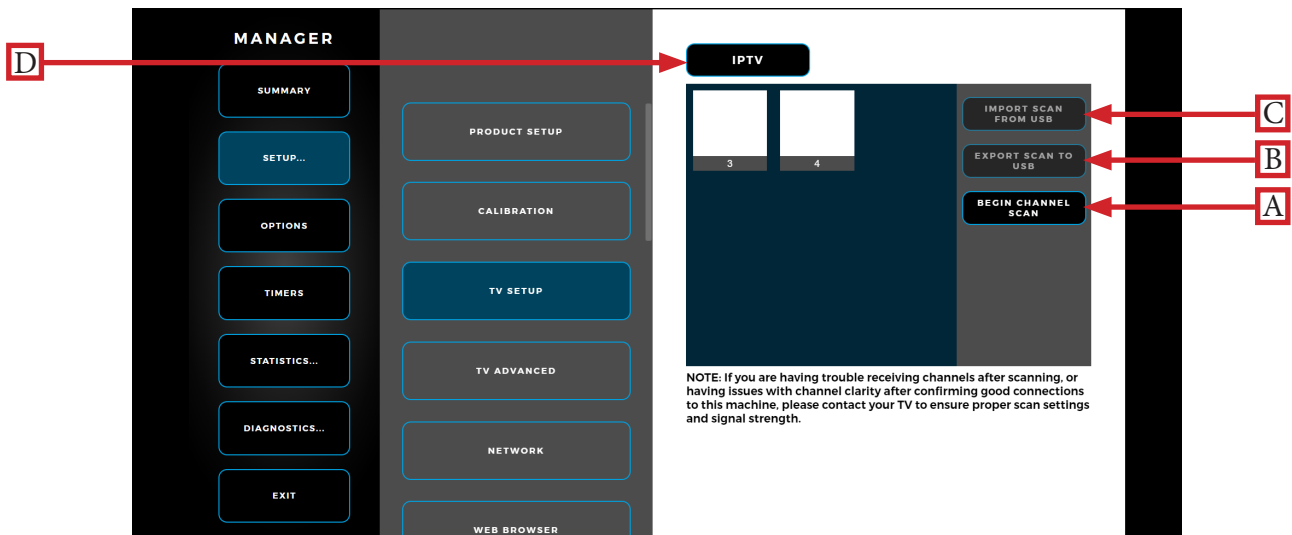 MANAGER
D
IPTV
SUMMARY
PRODUCT SETUP
IMPORT SCAN
FROM USB
C
SETUP...
3
4
EXPORT SCAN TO
USB
B
CALIBRATION
BEGIN CHANNEL
SCAN
A
OPTIONS
TIMERS
TV SETUP
STATISTICS...
TV ADVANCED
NOTE: If you are having trouble receiving channels after scanning, or
having issues with channel clarity after confirming good connections
to this machine, please contact your TV to ensure proper scan settings
and signal strength.
DIAGNOSTICS...
NETWORK
EXIT
WEB BROWSER